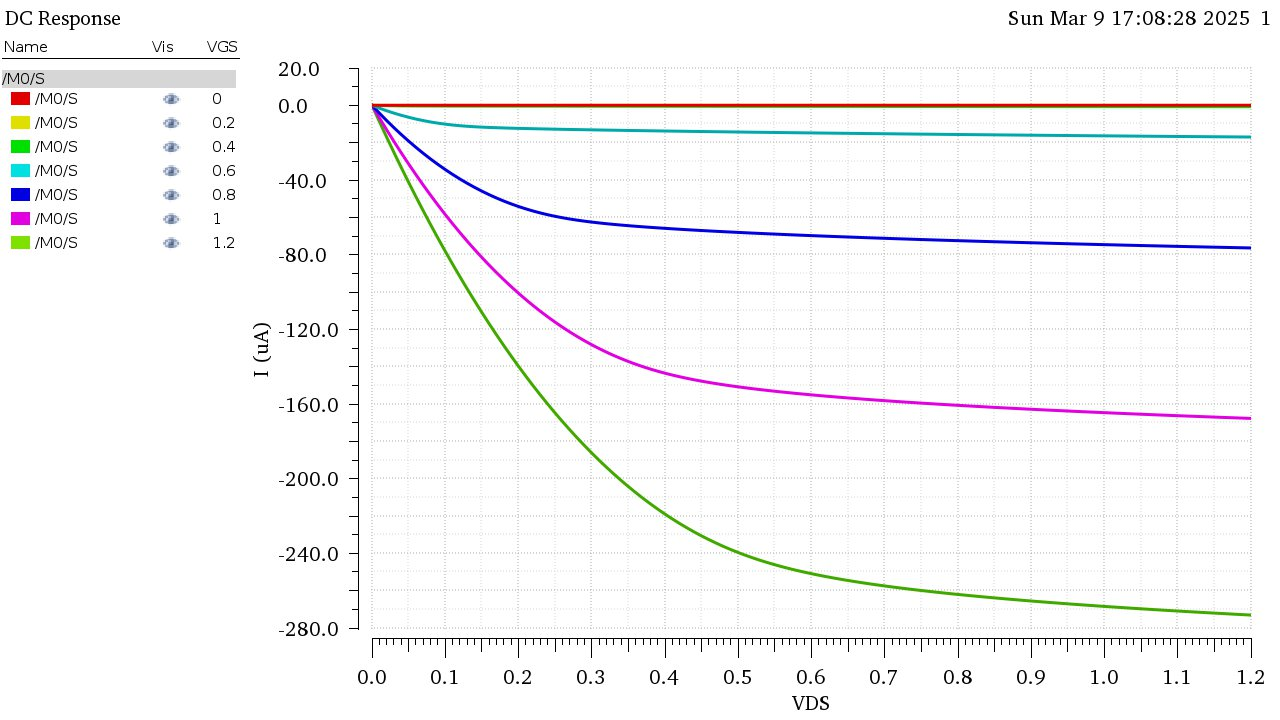 DC Response
Sun Mar 9 17:08:28 2025 1
Name Vis VGS
/M0/S
/M0/S 0
/M0/S 0.2
/M0/S 0.4
/M0/S 0.6
/M0/S 0.8
/M0/S 1
/M0/S 1.2
20.0
0.0
-40.0
-80.0
-120.0
-160.0
-200.0
-240.0
-280.0
I (uA)
0.0 0.1 0.2 0.3 0.4 0.5 0.6 0.7 0.8 0.9 1.0 1.1 1.2
VDS